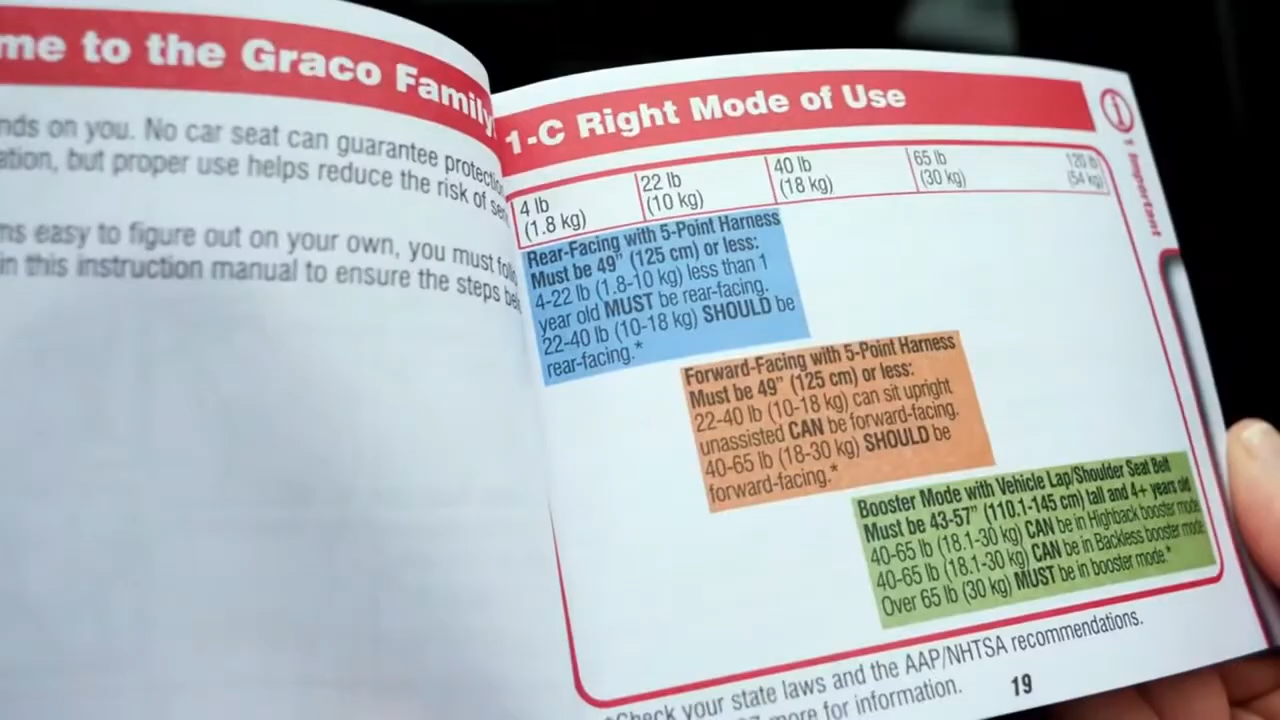 me to the Graco Family
nds on you. No car seat can guarantee
ation, but proper use helps reduce the risk of
ms easy to figure out on your own, you must
in this instruction manual to ensure the steps
1-C Right Mode of Use
4 lb
(1.8 kg)
22 lb
(10 kg)
40 lb
(18 kg)
65 lb
(30 kg)
120 lb
(54 kg)
1 Important
Rear-Facing with 5-Point Harness
Must be 49" (125 cm) or less:
4-22 lb (1.8-10 kg) less than 1
year old MUST be rear-facing.
22-40 lb (10-18 kg) SHOULD be
rear-facing.*
Forward-Facing with 5-Point Harness
Must be 49" (125 cm) or less:
22-40 lb (10-18 kg) can sit upright
unassisted CAN be forward-facing.
40-65 lb (18-30 kg) SHOULD be
forward-facing.*
Booster Mode with Vehicle Lap/Shoulder Seat Belt
Must be 43-57" (110.1-145 cm) tall and 4+ years old
40-65 lb (18.1-30 kg) CAN be in Highback booster mode
40-65 lb (18.1-30 kg) CAN be in Backless booster mode
Over 65 lb (30 kg) MUST be in booster mode.*
*Check your state laws and the AAP/NHTSA recommendations.
more for information.
19